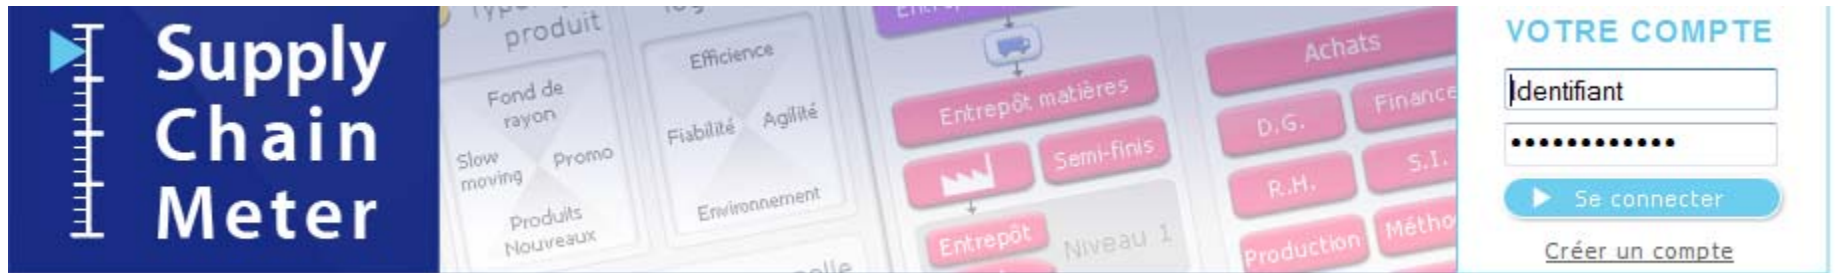 Supply
Chain
Meter
produit
Fond de
rayon
Slow
moving
Promo
Produits
Nouveaux
Efficience
Fiabilité
Agilité
Environnement
Entrepôt matières
Semi-finis
Entrepôt
Niveau 1
Achats
D.G.
Finance
R.H.
S.I.
Production
Métho
VOTRE COMPTE
Identifiant
••••••••••••
Se connecter
Créer un compte